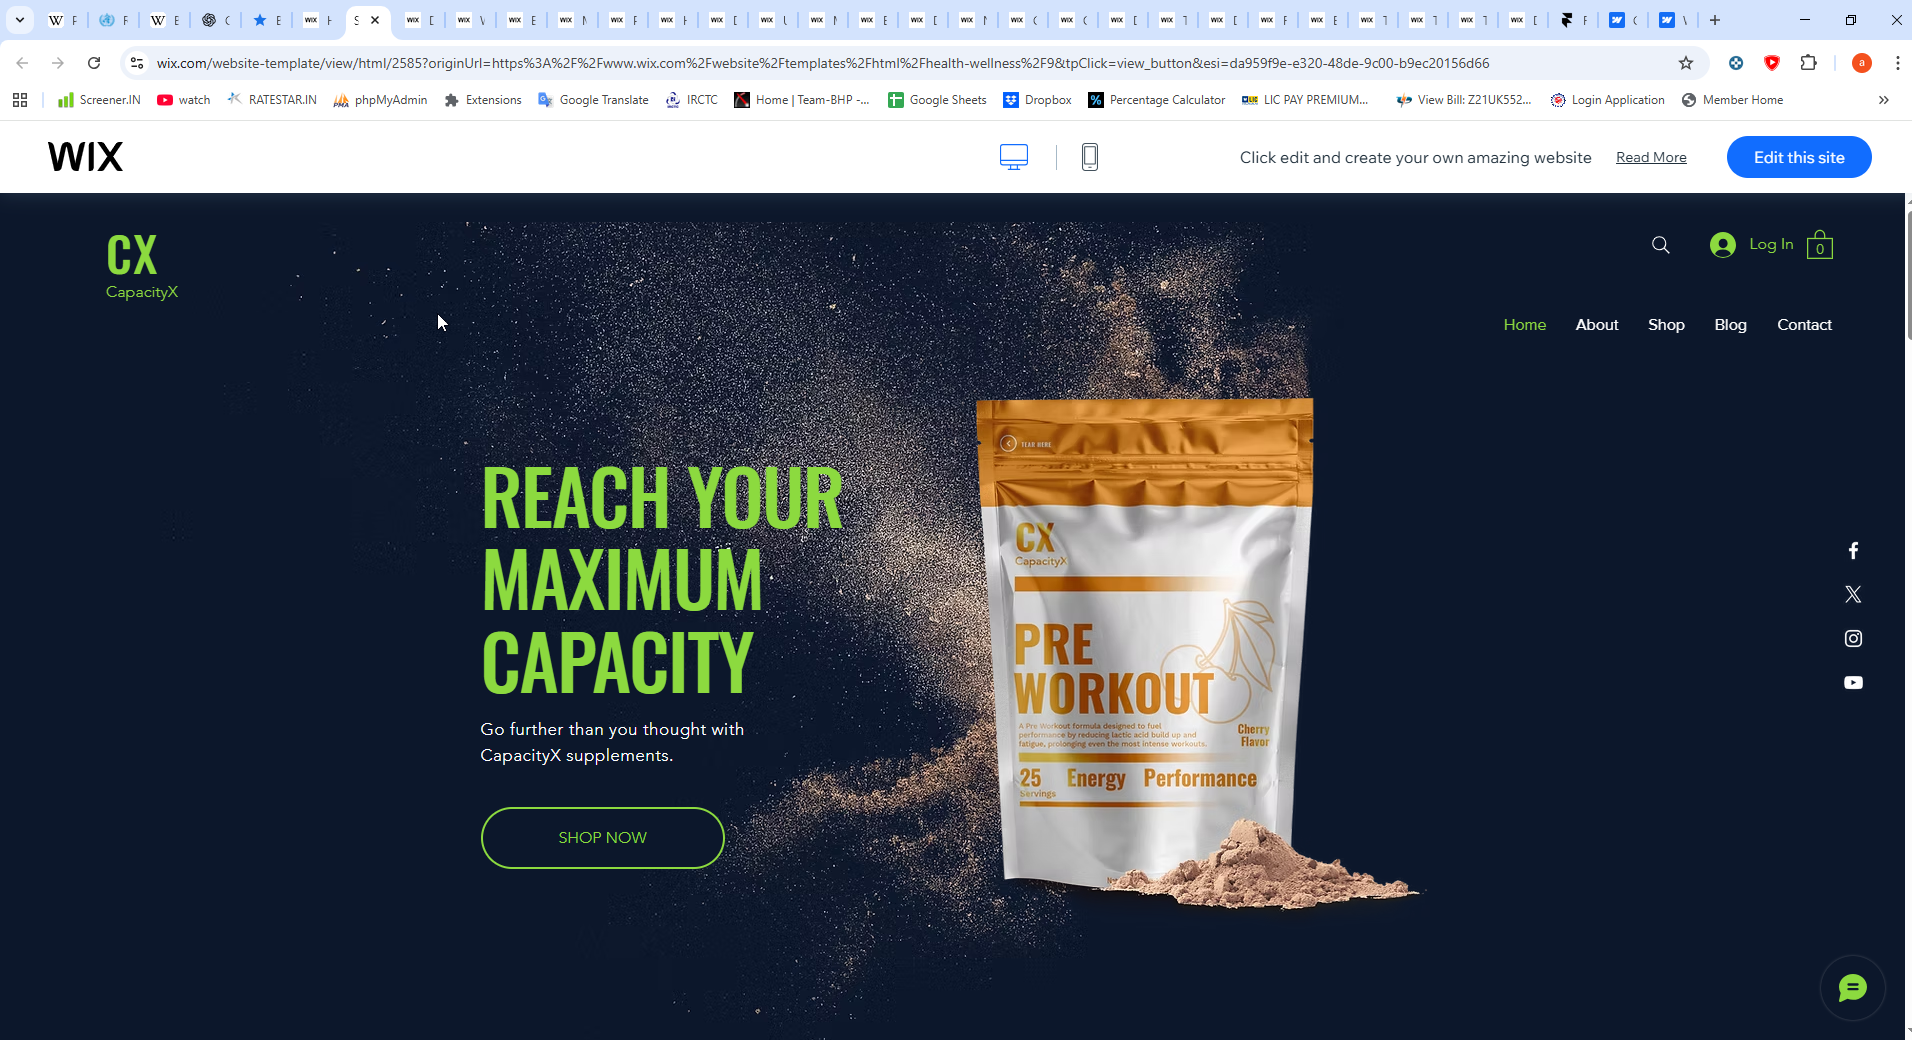 wix.com/website-template/view/html/2585?originUrl=https%3A%2F%2Fwww.wix.com%2Fwebsite%2Ftemplates%2Fhtml%2Fhealth-wellness%2F9&tpClick=view_button&esi=da959f9e-e320-48de-9c00-b9ec20156d66
a
Screener.IN watch RATESTAR.IN phpMyAdmin Extensions Google Translate IRCTC Home | Team-BHP -... Google Sheets Dropbox Percentage Calculator LIC PAY PREMIUM... View Bill: Z21UK552... Login Application Member Home
WIX Click edit and create your own amazing website Read More Edit this site
CX
CapacityX
Log In 0
Home About Shop Blog Contact
REACH YOUR
MAXIMUM
CAPACITY
Go further than you thought with
CapacityX supplements.
SHOP NOW
TEAR HERE
CX
CapacityX
PRE
WORKOUT
A Pre Workout formula designed to fuel
performance by reducing lactic acid build up and
fatigue, prolonging even the most intense workouts.
Cherry
Flavor
25 Energy Performance
Servings